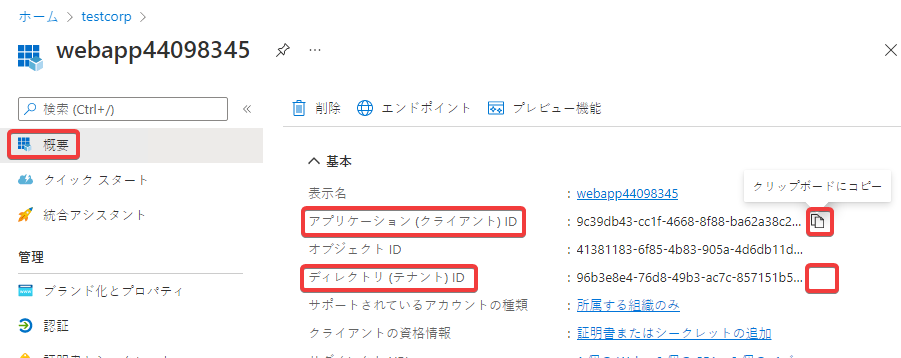 ホーム > testcorp >
webapp44098345
検索 (Ctrl+/)
削除 エンドポイント プレビュー機能
概要
クイック スタート
統合アシスタント
管理
ブランド化とプロパティ
認証
基本
クリップボードにコピー
表示名 : webapp44098345
アプリケーション (クライアント) ID : 9c39db43-cc1f-4668-8f88-ba62a38c2...
オブジェクト ID : 41381183-6f85-4b83-905a-4d6db11d...
ディレクトリ (テナント) ID : 96b3e8e4-76d8-49b3-ac7c-857151b5...
サポートされているアカウントの種類 : 所属する組織のみ
クライアントの資格情報 : 証明書またはシークレットの追加